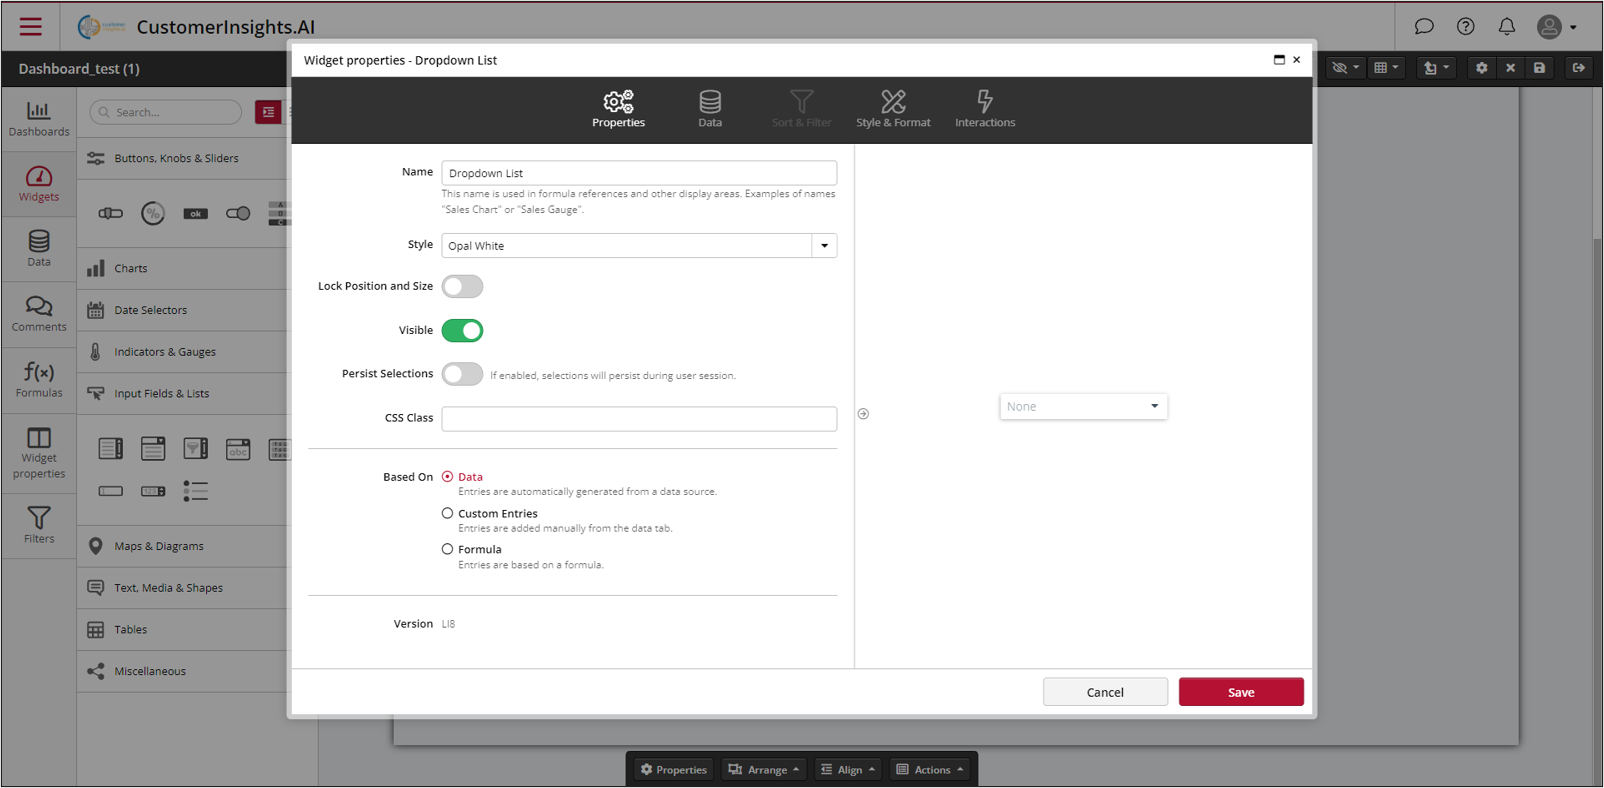 CustomerInsights.AI
Dashboard_test (1)
Dashboards
Widgets
Data
Comments
Formulas
Widget
properties
Filters
Search...
Buttons, Knobs & Sliders
%
ok
A
B
C
Charts
Date Selectors
Indicators & Gauges
Input Fields & Lists
abc
Maps & Diagrams
Text, Media & Shapes
Tables
Miscellaneous
Widget properties - Dropdown List
Properties
Data
Sort & Filter
Style & Format
Interactions
Name
Dropdown List
This name is used in formula references and other display areas. Examples of names
"Sales Chart" or "Sales Gauge".
Style
Opal White
Lock Position and Size
Visible
Persist Selections
If enabled, selections will persist during user session.
CSS Class
Based On
Data
Entries are automatically generated from a data source.
Custom Entries
Entries are added manually from the data tab.
Formula
Entries are based on a formula.
Version
LI8
None
Cancel
Save
Properties
Arrange
Align
Actions